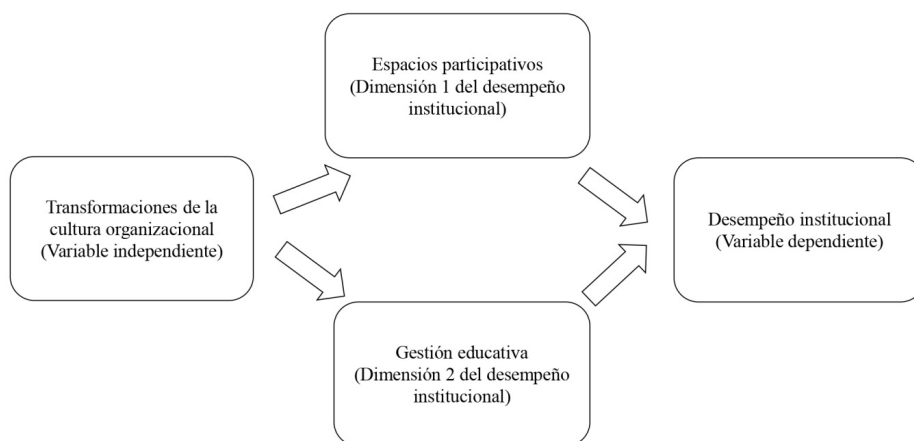 Espacios participativos
(Dimensión 1 del desempeño
institucional)
Transformaciones de la
cultura organizacional
(Variable independiente)
Desempeño institucional
(Variable dependiente)
Gestión educativa
(Dimensión 2 del desempeño
institucional)